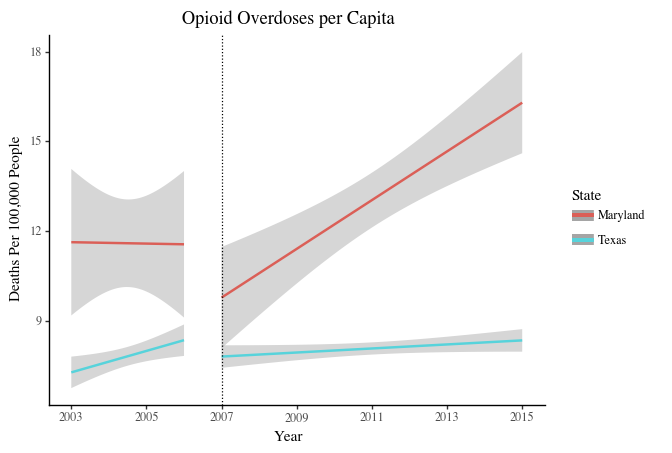 Opioid Overdoses per Capita
Deaths Per 100,000 People
18
15
12
9
2003 2005 2007 2009 2011 2013 2015
Year
State
Maryland
Texas